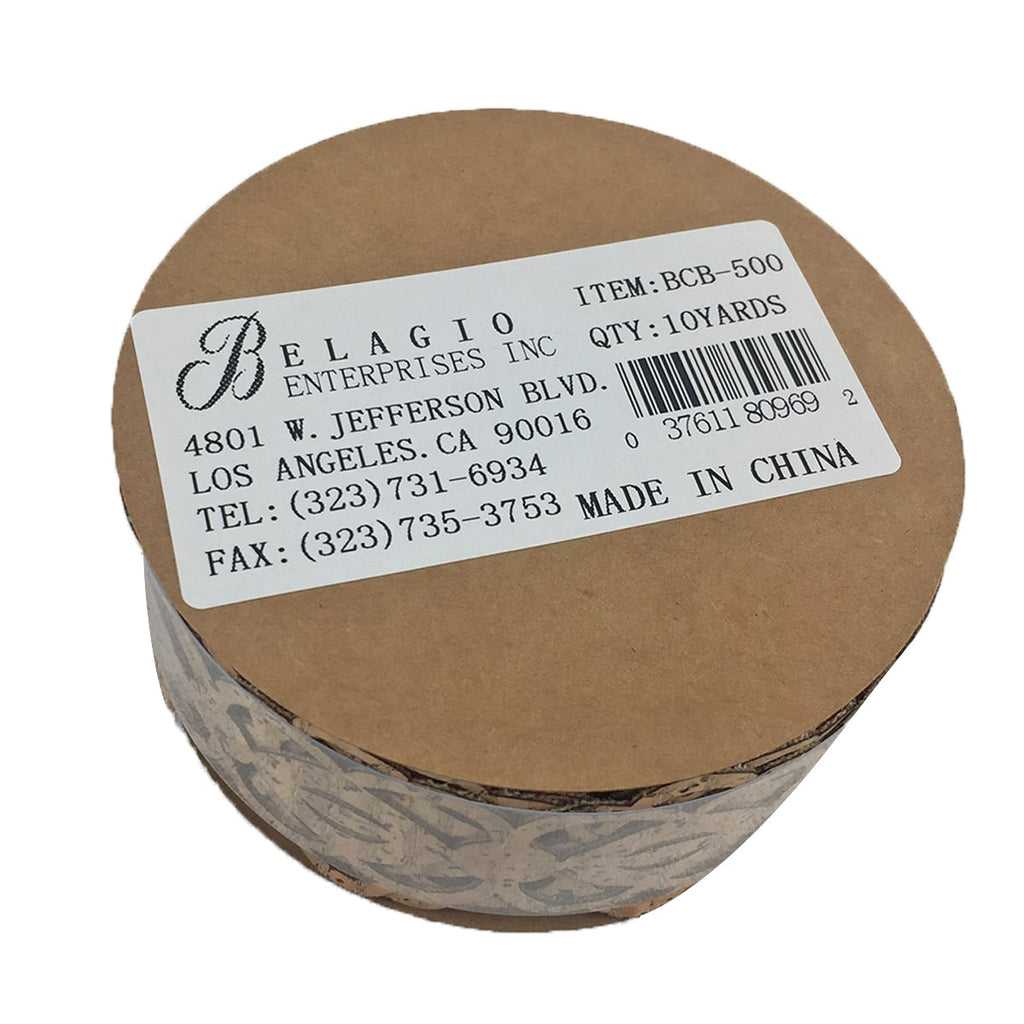 BELAGIO
ENTERPRISES INC
4801 W. JEFFERSON BLVD.
LOS ANGELES. CA 90016
TEL:(323)731-6934
FAX:(323)735-3753
ITEM:BCB-500
QTY:10YARDS
0 37611 80969 2
MADE IN CHINA